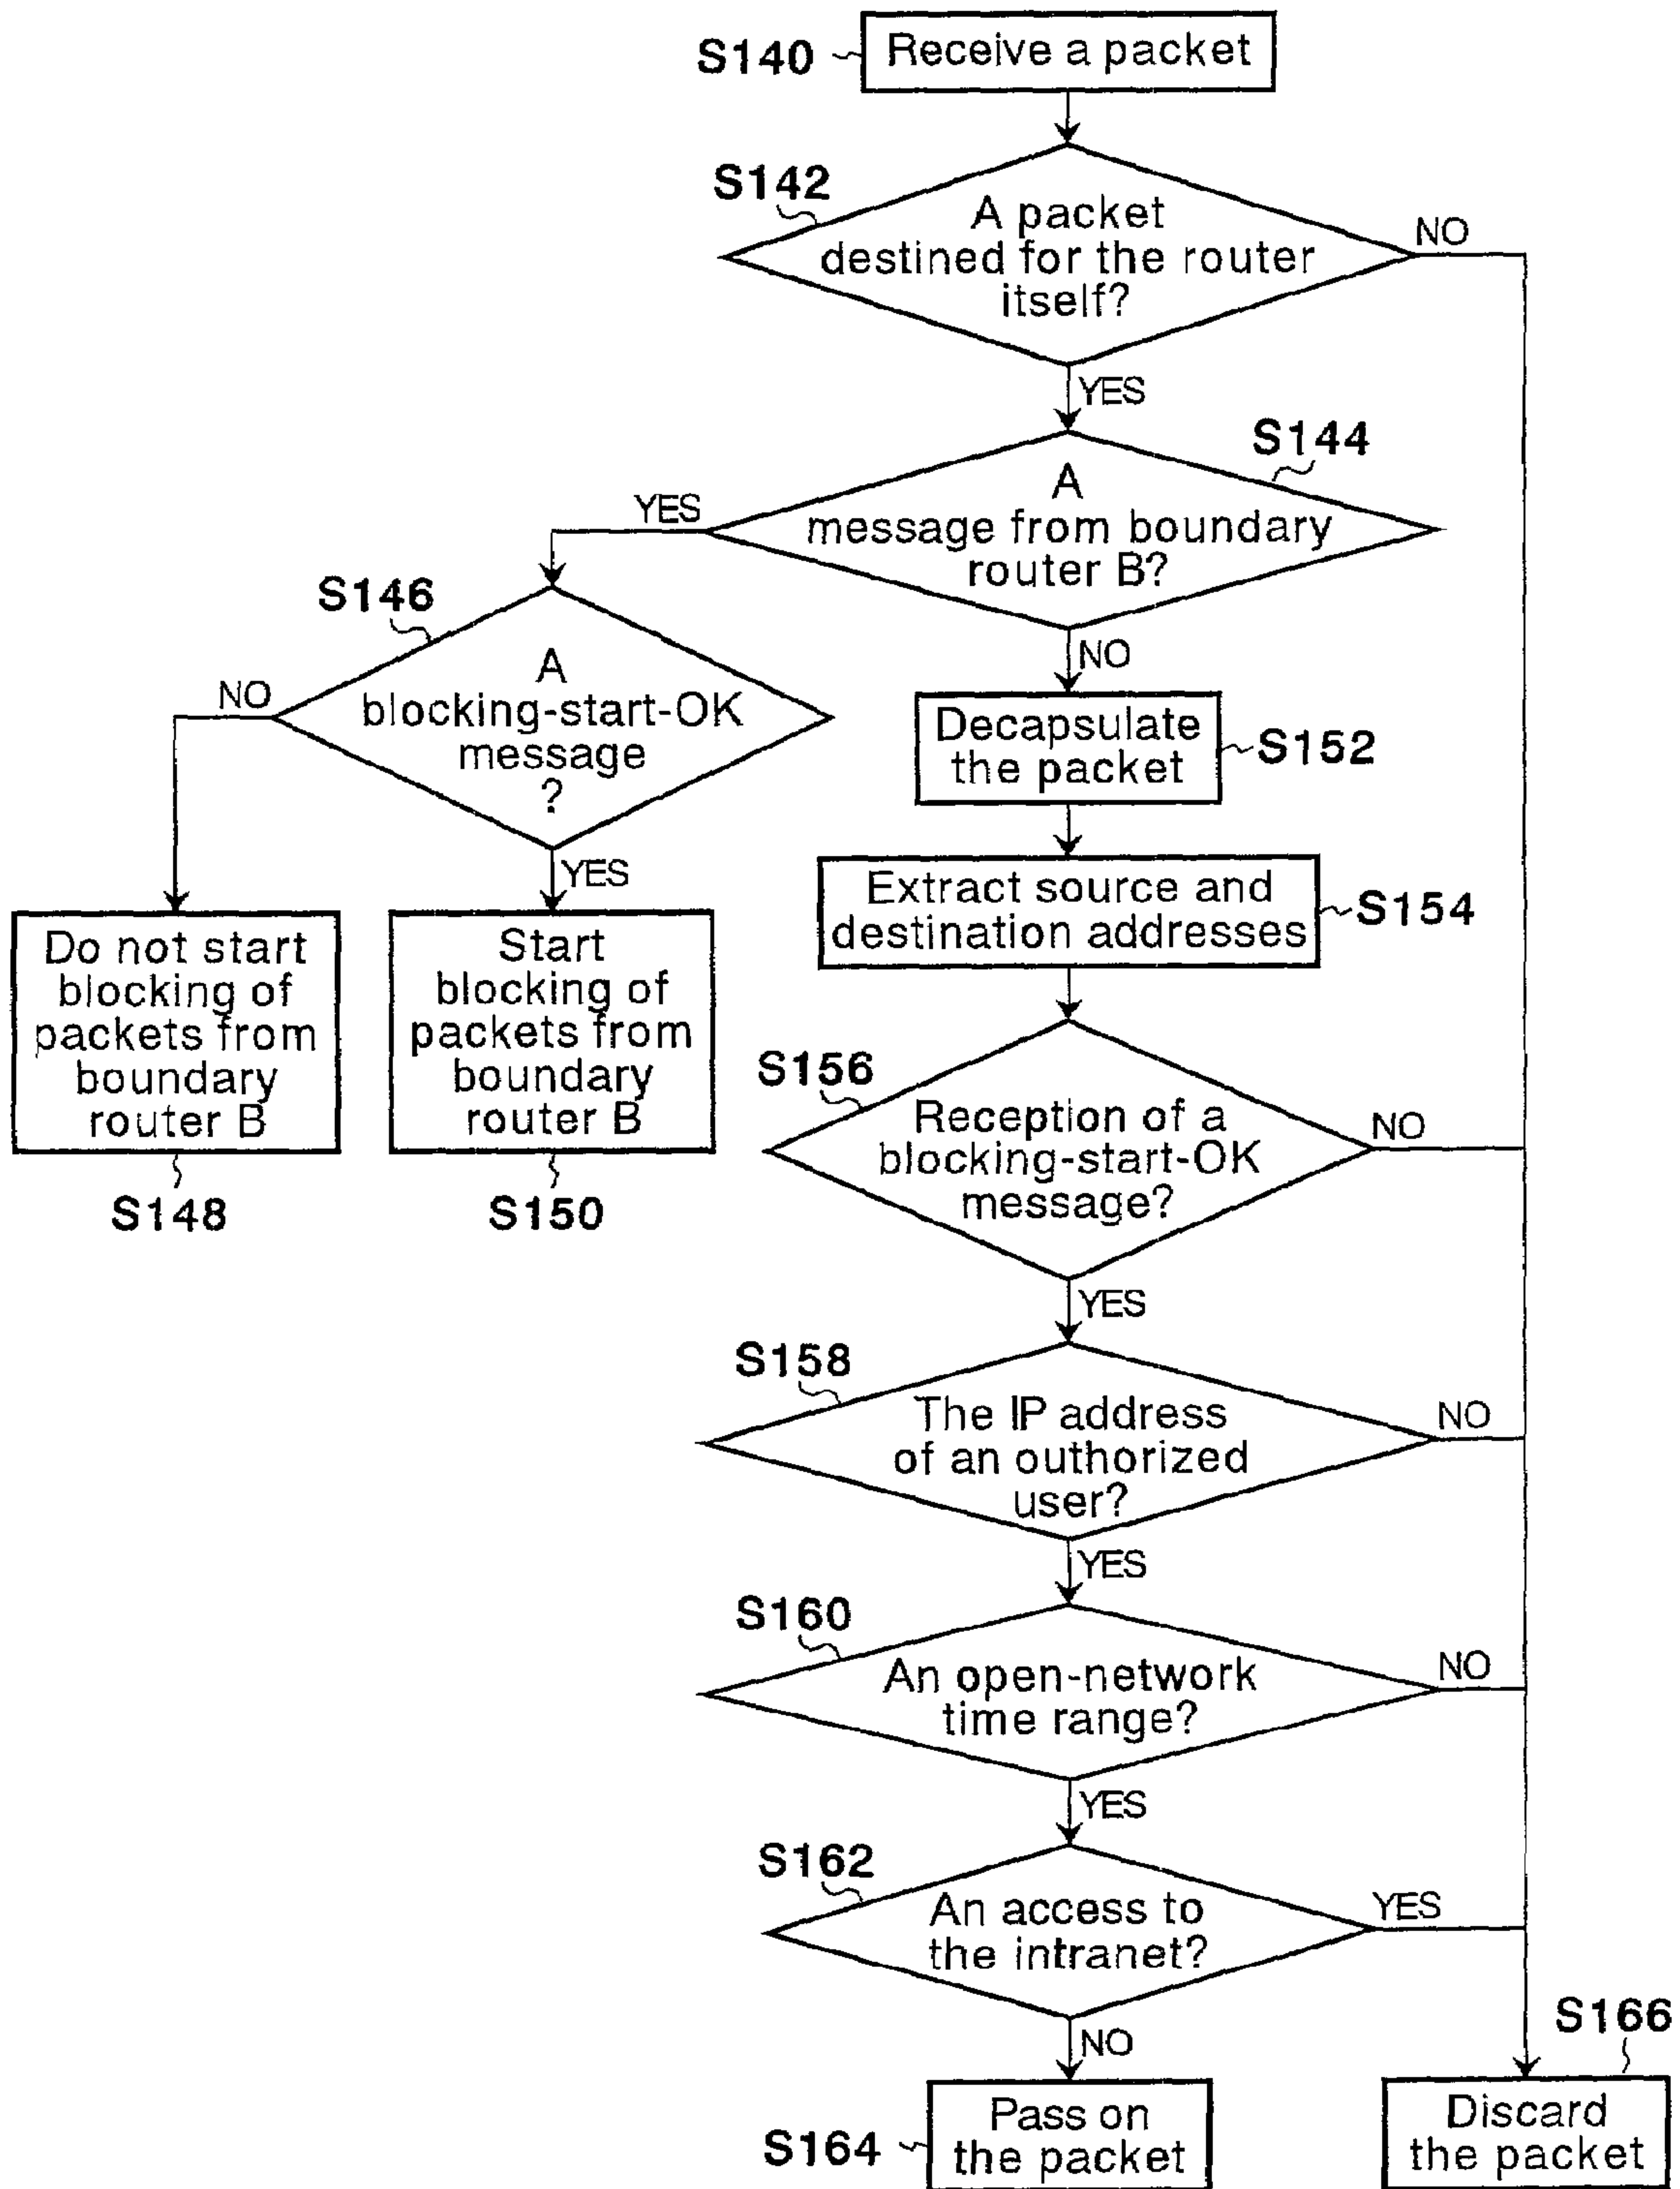 S140
Receive a packet
S142
A packet
destined for the router
itself?
NO
YES
S144
A
message from boundary
router B?
YES
NO
S146
A
blocking-start-OK
message
?
NO
YES
Decapsulate
the packet
S152
Extract source and
destination addresses
S154
Do not start
blocking of
packets from
boundary
router B
S148
Start
blocking of
packets from
boundary
router B
S150
S156
Reception of a
blocking-start-OK
message?
NO
YES
S158
The IP address
of an outhorized
user?
NO
YES
S160
An open-network
time range?
NO
YES
S162
An access to
the intranet?
YES
NO
S164
Pass on
the packet
S166
Discard
the packet